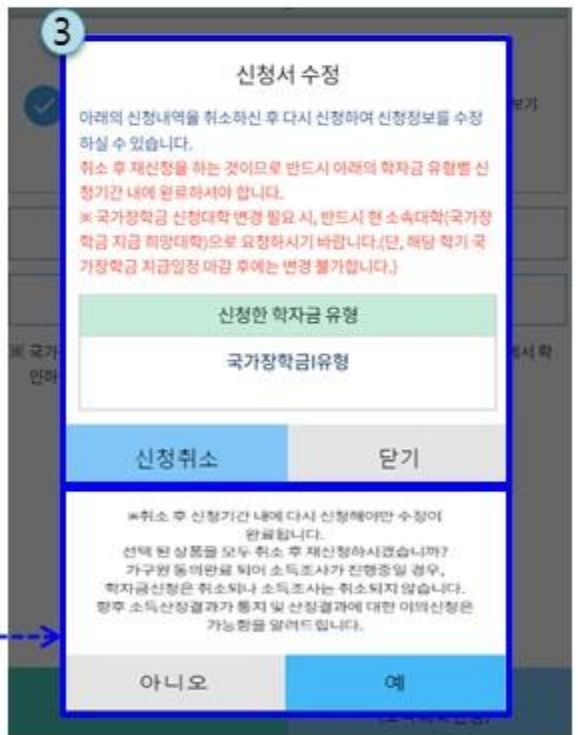 3
신청서 수정
보기
아래의 신청내역을 취소하신 후 다시 신청하여 신청정보를 수정
하실 수 있습니다.
취소 후 재신청을 하는 것이므로 반드시 아래의 학자금 유형별 신
청기간 내에 완료하셔야 합니다.
※ 국가장학금 신청대학 변경 필요 시, 반드시 현 소속대학(국가장
학금 지급 희망대학)으로 요청하시기 바랍니다.(단, 해당 학기 국
가장학금 지급일정 마감 후에는 변경 불가합니다.)
신청한 학자금 유형
※ 국가
에서 확
국가장학금I유형
인하
신청취소 닫기
※취소 후 신청기간 내에 다시 신청해야만 수정이
완료됩니다.
선택 된 상품을 모두 취소 후 재신청하시겠습니까?
가구원 동의완료 되어 소득조사가 진행중일 경우,
학자금신청은 취소되나 소득조사는 취소되지 않습니다.
향후 소득산정결과가 통지 및 산정결과에 대한 이의신청은
가능함을 알려드립니다.
아니오 예